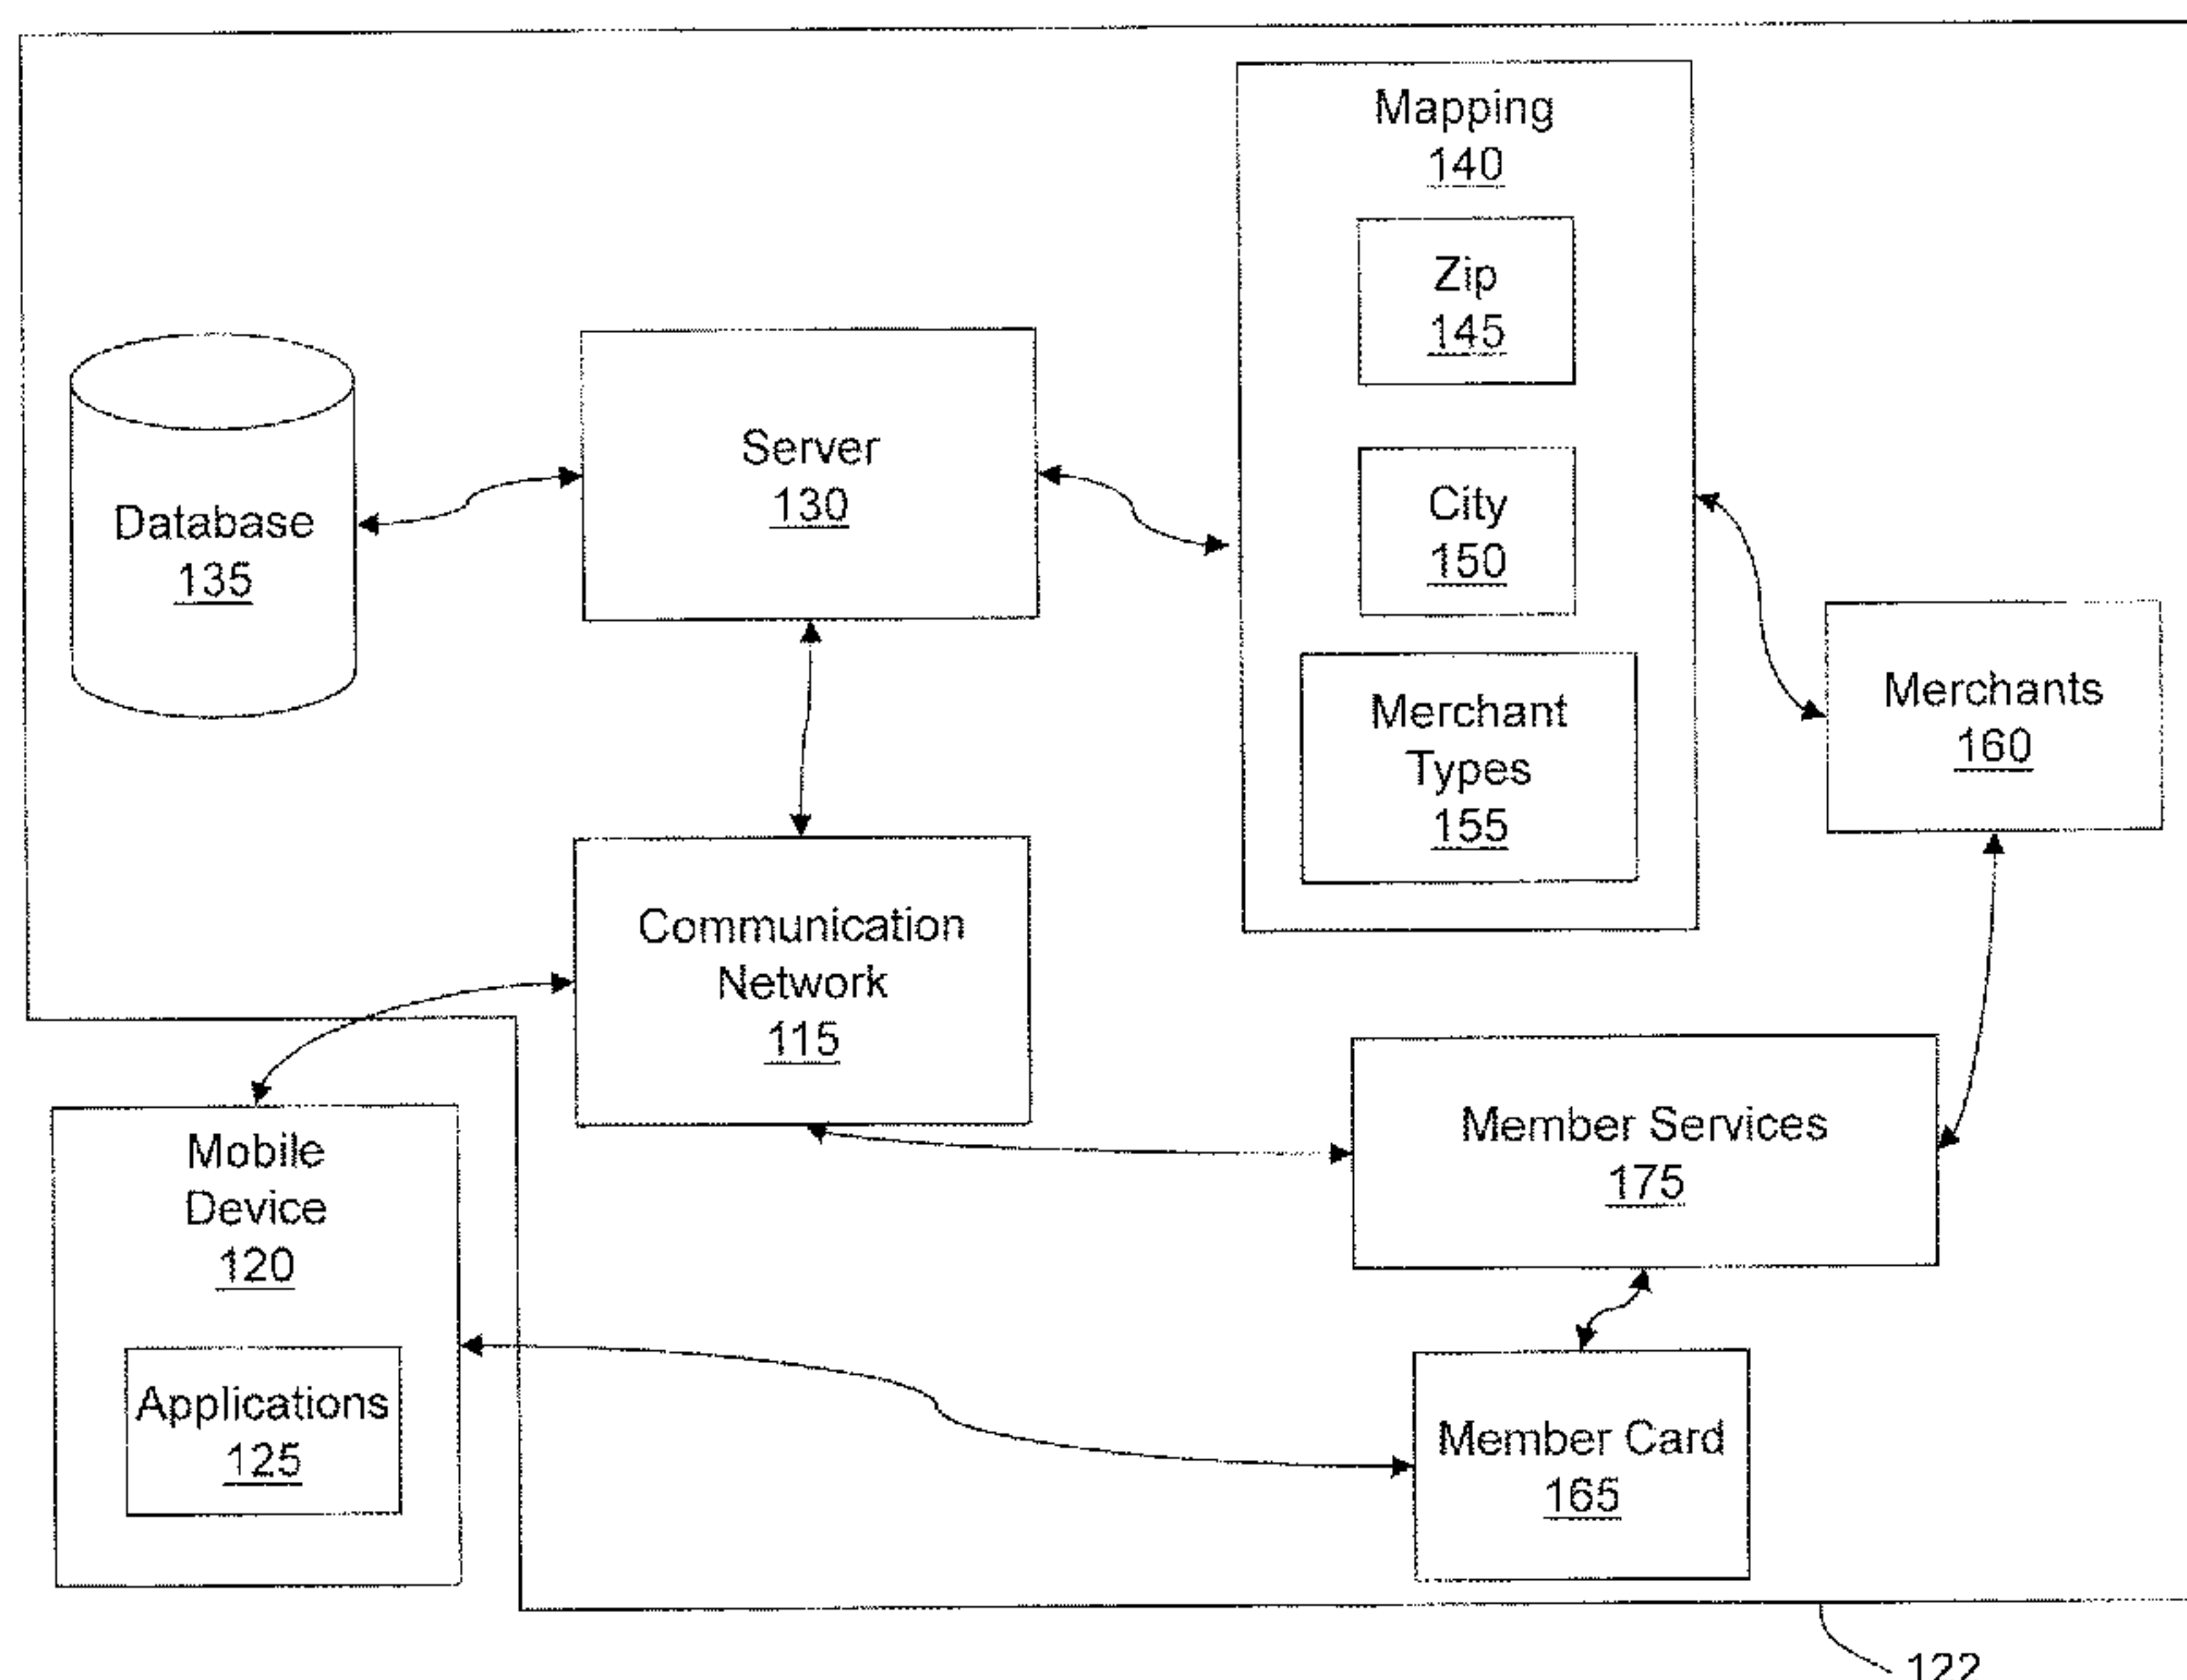 Mapping
140
Zip
145
Server
130
City
150
Database
135
Merchant
Types
155
Merchants
160
Communication
Network
115
Member Services
175
Mobile
Device
120
Applications
125
Member Card
165
122